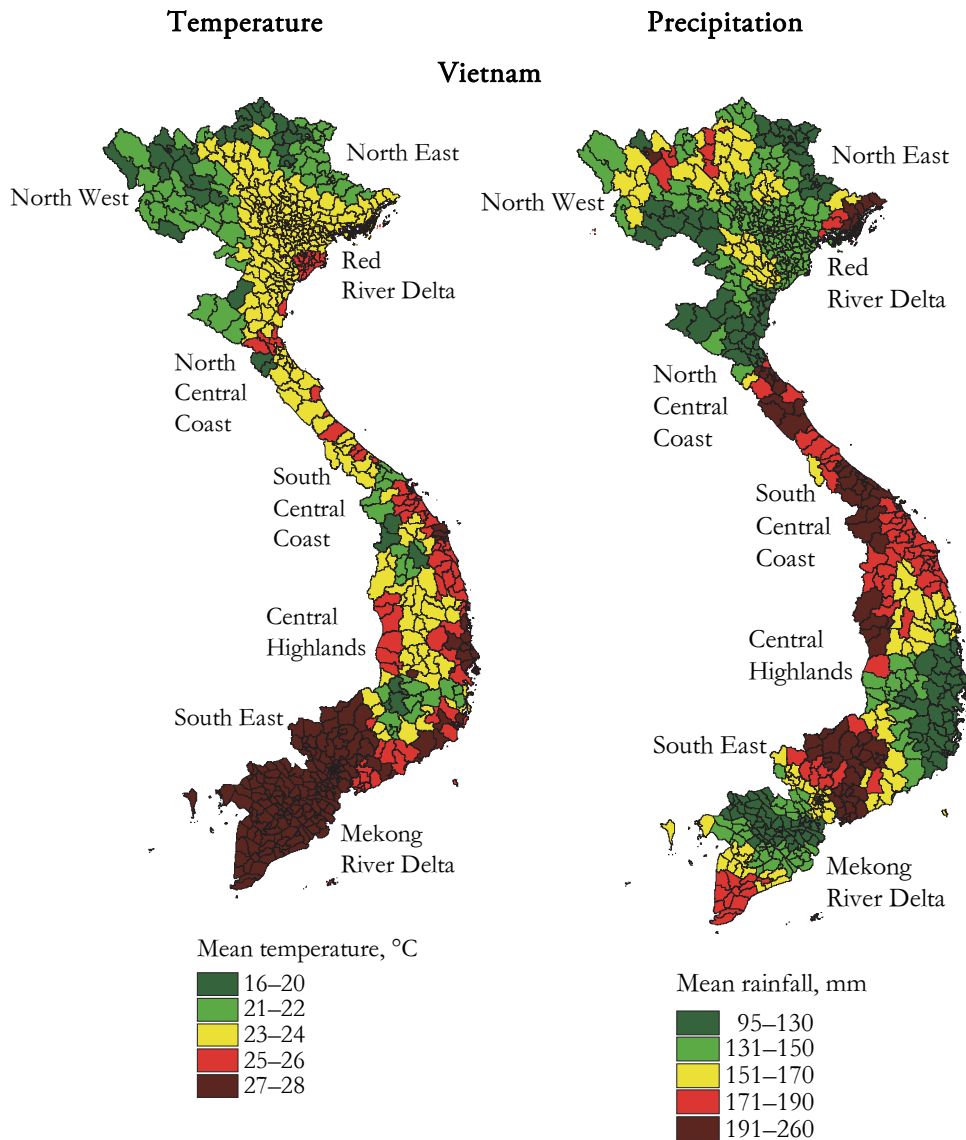 Temperature
Precipitation
Vietnam
North East
North West
Red
River Delta
North
Central
Coast
South
Central
Coast
Central
Highlands
South East
Mekong
River Delta
Mean temperature, °C
16–20
21–22
23–24
25–26
27–28
North East
North West
Red
River Delta
North
Central
Coast
South
Central
Coast
Central
Highlands
South East
Mekong
River Delta
Mean rainfall, mm
95–130
131–150
151–170
171–190
191–260